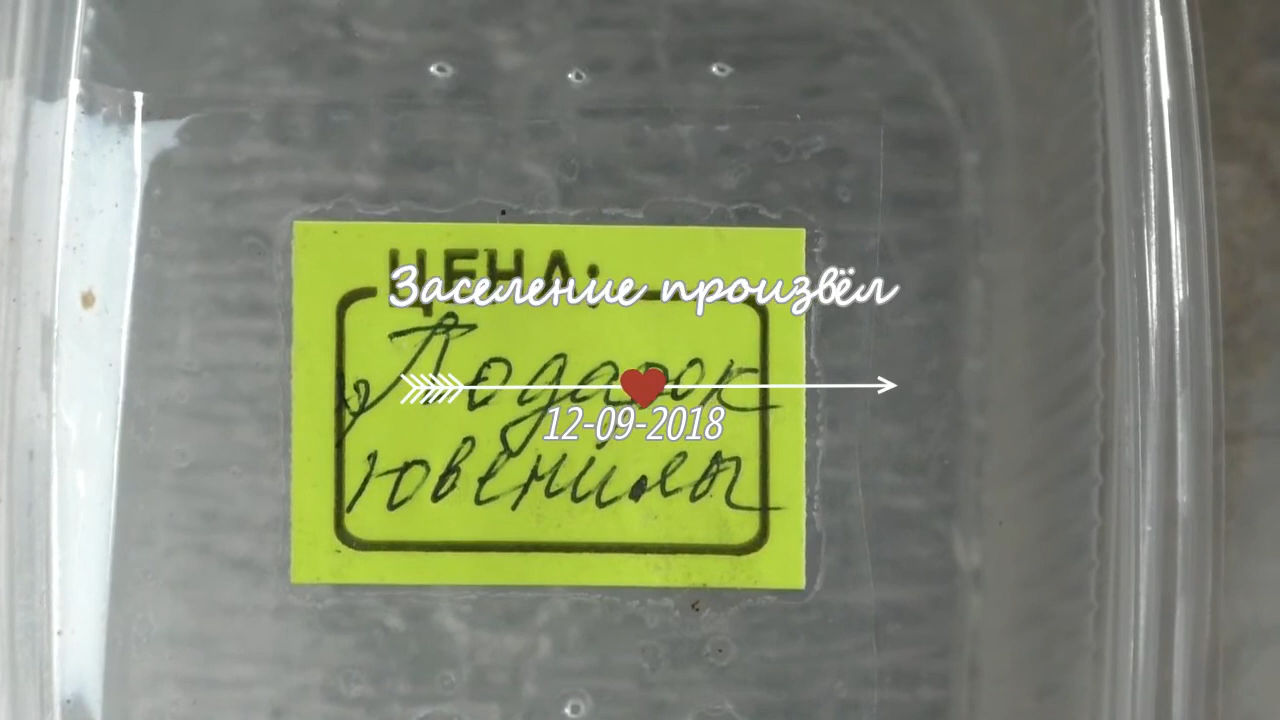 ЦЕНА:
Заселение произвёл
Подарок
12-09-2018
ювенилы